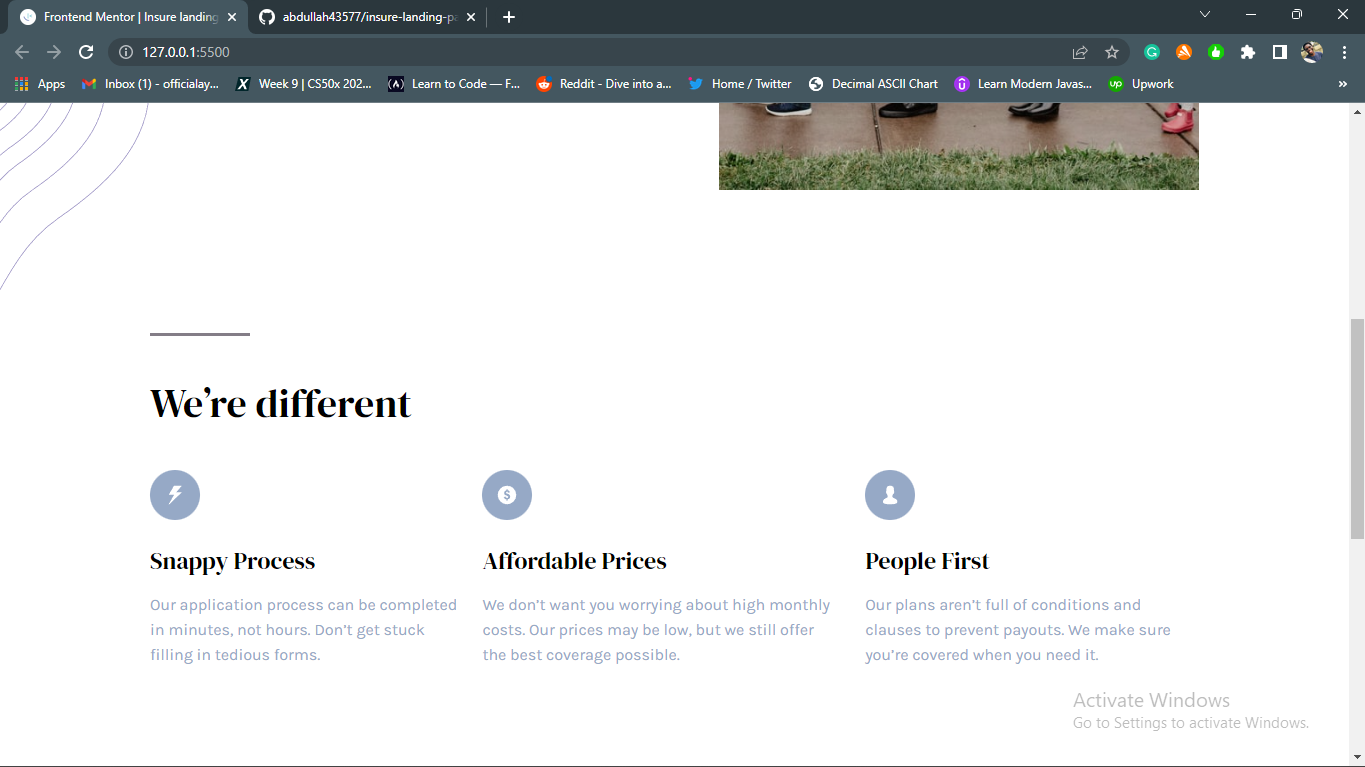 Frontend Mentor | Insure landing
abdullah43577/insure-landing-pa
127.0.0.1:5500
Apps
Inbox (1) - officialay...
Week 9 | CS50x 202...
Learn to Code — F...
Reddit - Dive into a...
Home / Twitter
Decimal ASCII Chart
Learn Modern Javas...
Upwork
We’re different
Snappy Process
Affordable Prices
People First
Our application process can be completed
in minutes, not hours. Don’t get stuck
filling in tedious forms.
We don’t want you worrying about high monthly
costs. Our prices may be low, but we still offer
the best coverage possible.
Our plans aren’t full of conditions and
clauses to prevent payouts. We make sure
you’re covered when you need it.
Activate Windows
Go to Settings to activate Windows.